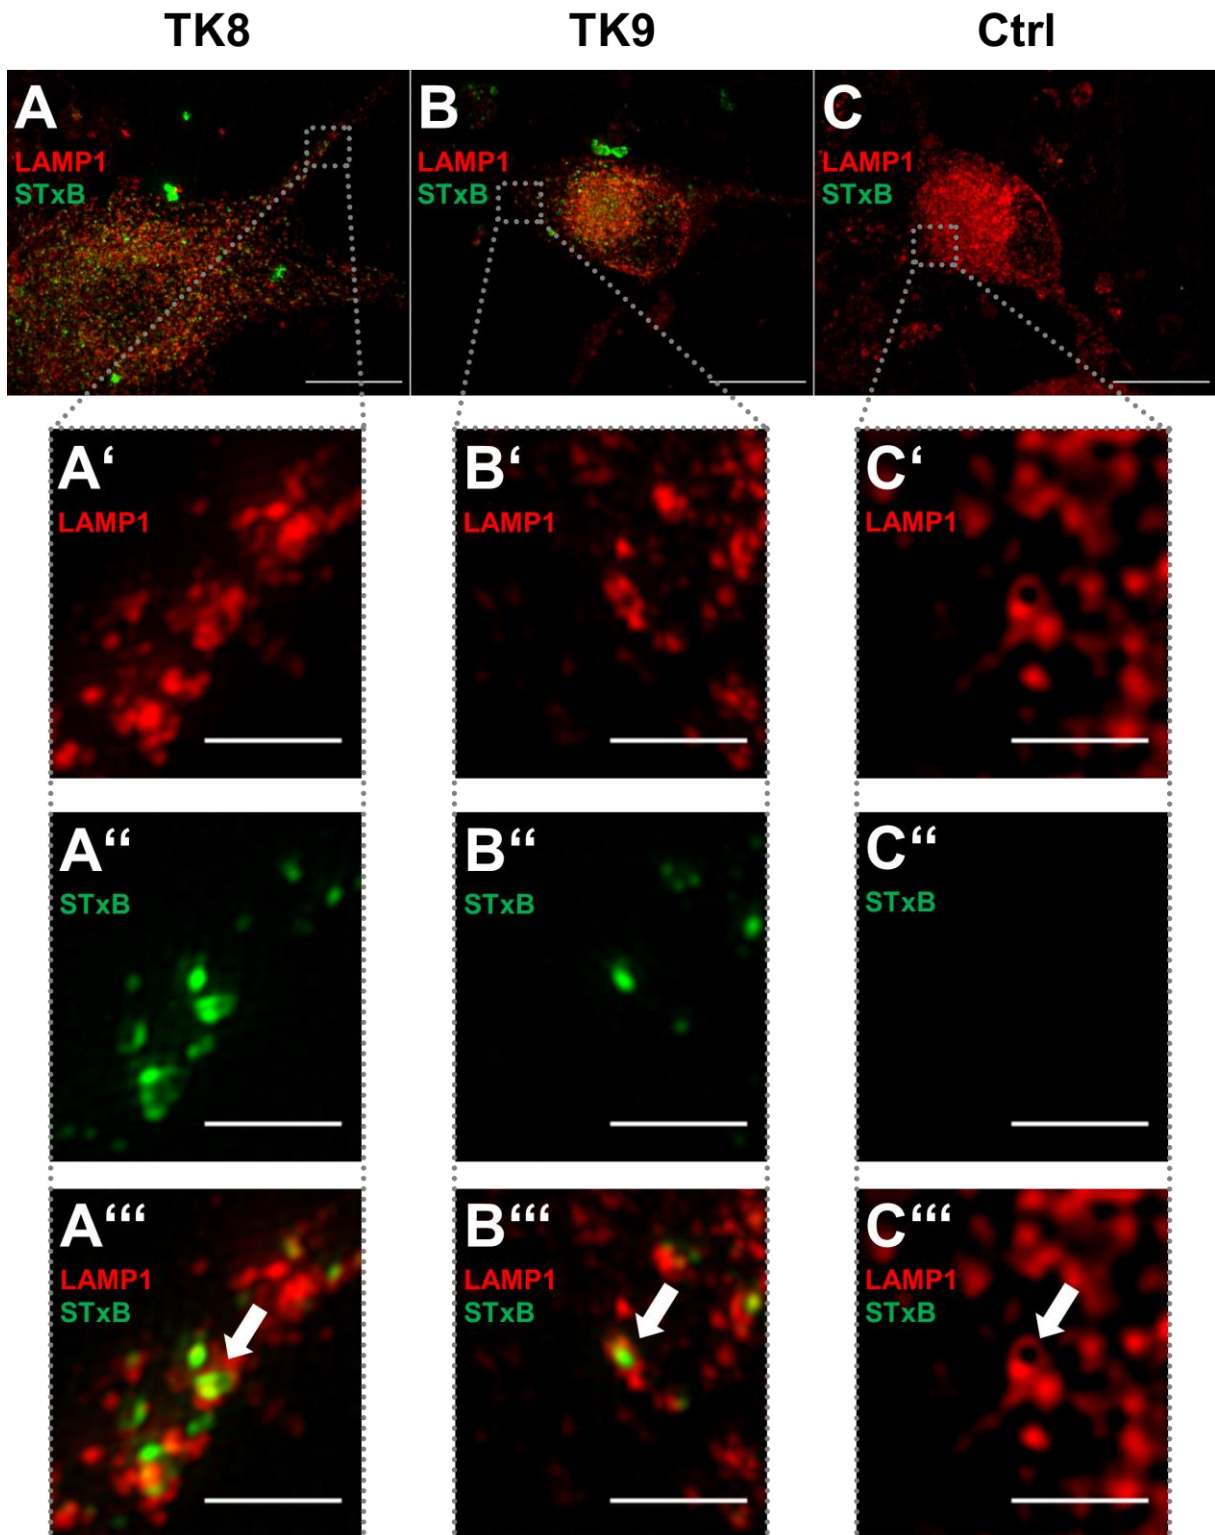 TK8 TK9 Ctrl
A B C
LAMP1 LAMP1 LAMP1
STxB STxB STxB
A‘ B‘ C‘
LAMP1 LAMP1 LAMP1
A‘‘ B‘‘ C‘‘
STxB STxB STxB
A‘‘‘ B‘‘‘ C‘‘‘
LAMP1 LAMP1 LAMP1
STxB STxB STxB